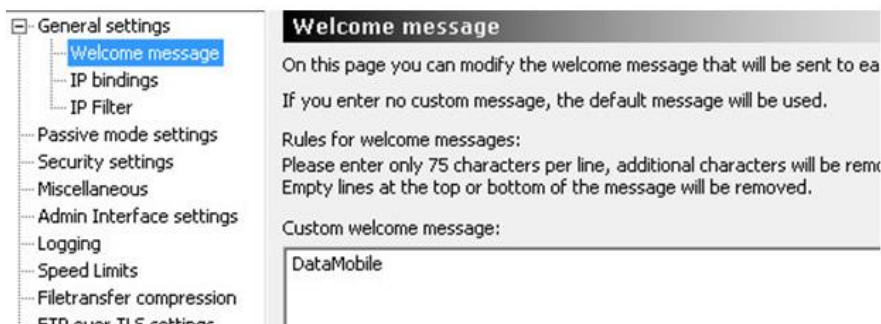 General settings
Welcome message
IP bindings
IP Filter
Passive mode settings
Security settings
Miscellaneous
Admin Interface settings
Logging
Speed Limits
Filetransfer compression
FTP over TLS settings
Welcome message
On this page you can modify the welcome message that will be sent to ea
If you enter no custom message, the default message will be used.
Rules for welcome messages:
Please enter only 75 characters per line, additional characters will be remo
Empty lines at the top or bottom of the message will be removed.
Custom welcome message:
DataMobile